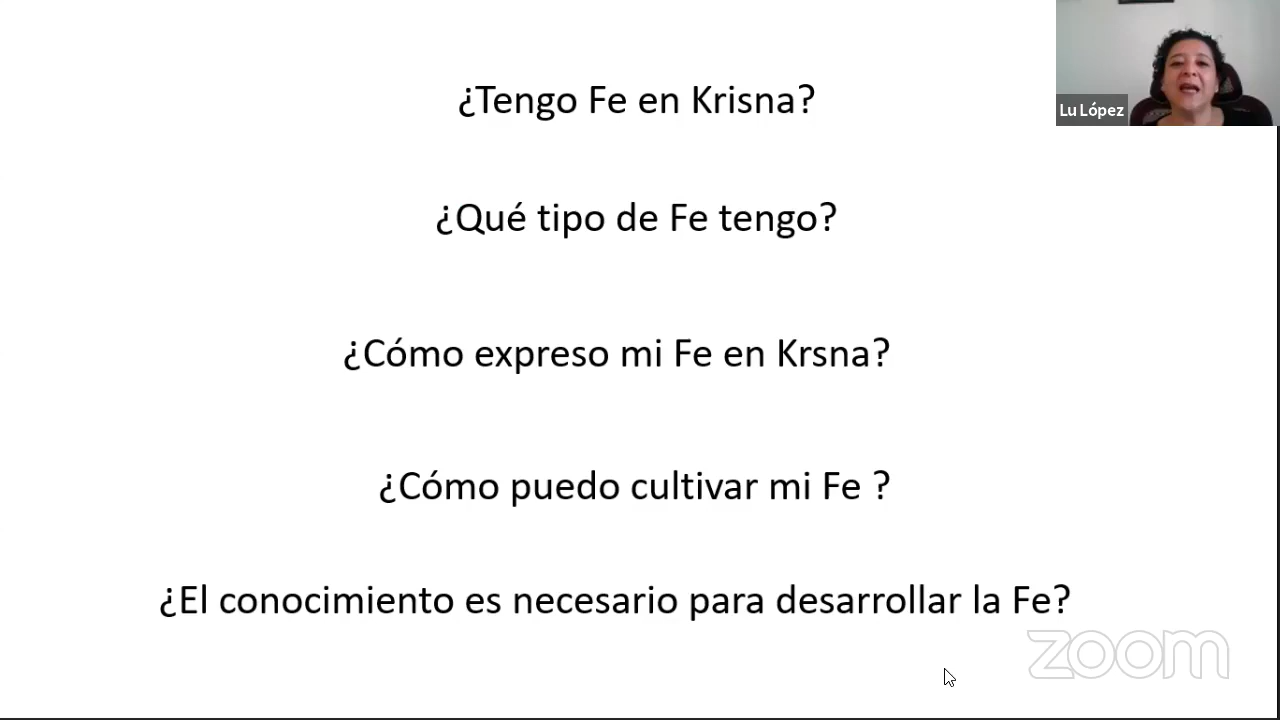 ¿Tengo Fe en Krisna?
Lu López
¿Qué tipo de Fe tengo?
¿Cómo expreso mi Fe en Krsna?
¿Cómo puedo cultivar mi Fe ?
¿El conocimiento es necesario para desarrollar la Fe?
zoom